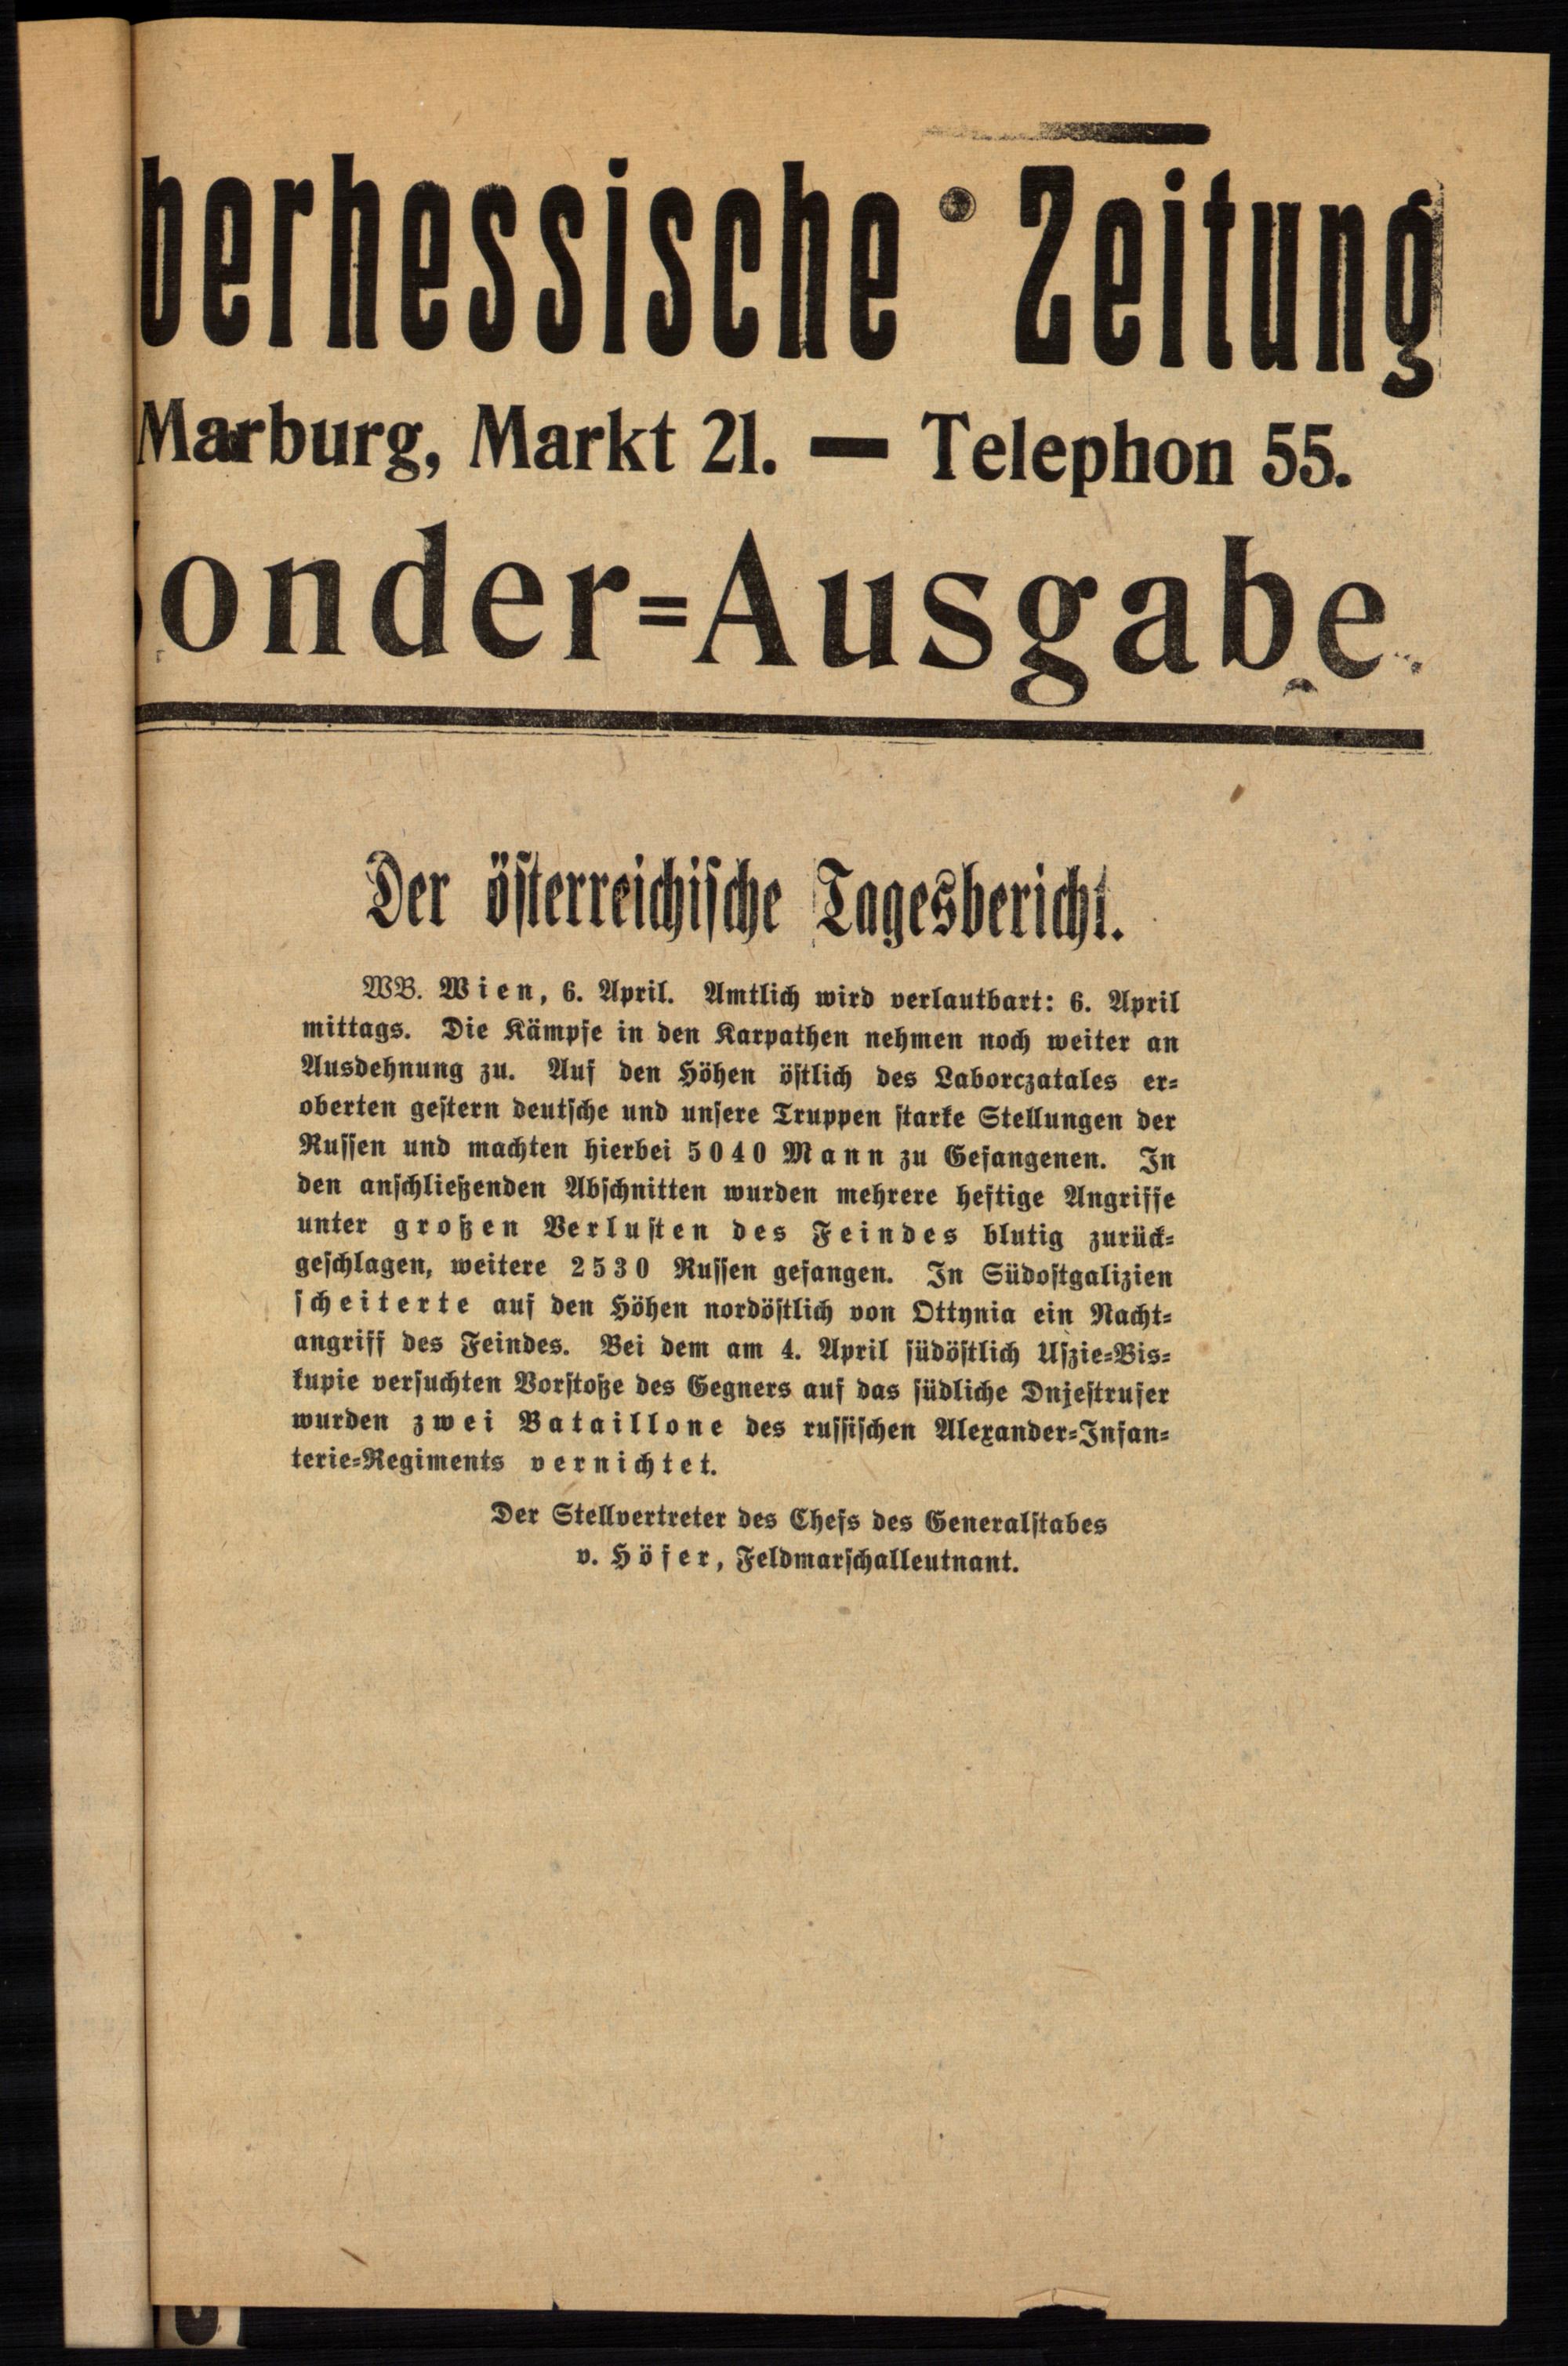 berhessische Zeitung
Marburg, Markt 21. — Telephon 55.
onder-Ausgabe.
Der österreichische Tagesbericht.
WB. Wien, 6. April. Amtlich wird verlautbart: 6. April
mittags. Die Kämpfe in den Karpathen nehmen noch weiter an
Ausdehnung zu. Auf den Höhen östlich des Laborczatales er-
oberten gestern deutsche und unsere Truppen starke Stellungen der
Russen und machten hierbei 5040 Mann zu Gefangenen. In
den anschließenden Abschnitten wurden mehrere heftige Angriffe
unter großen Verlusten des Feindes blutig zurück-
geschlagen, weitere 2530 Russen gefangen. In Südostgalizien
scheiterte auf den Höhen nordöstlich von Ottynia ein Nacht-
angriff des Feindes. Bei dem am 4. April südöstlich Uszie-Bis-
kupie versuchten Vorstoße des Gegners auf das südliche Dnjestrufer
wurden zwei Bataillone des russischen Alexander-Infan-
terie-Regiments vernichtet.
Der Stellvertreter des Chefs des Generalstabes
v. Höfer, Feldmarschalleutnant.